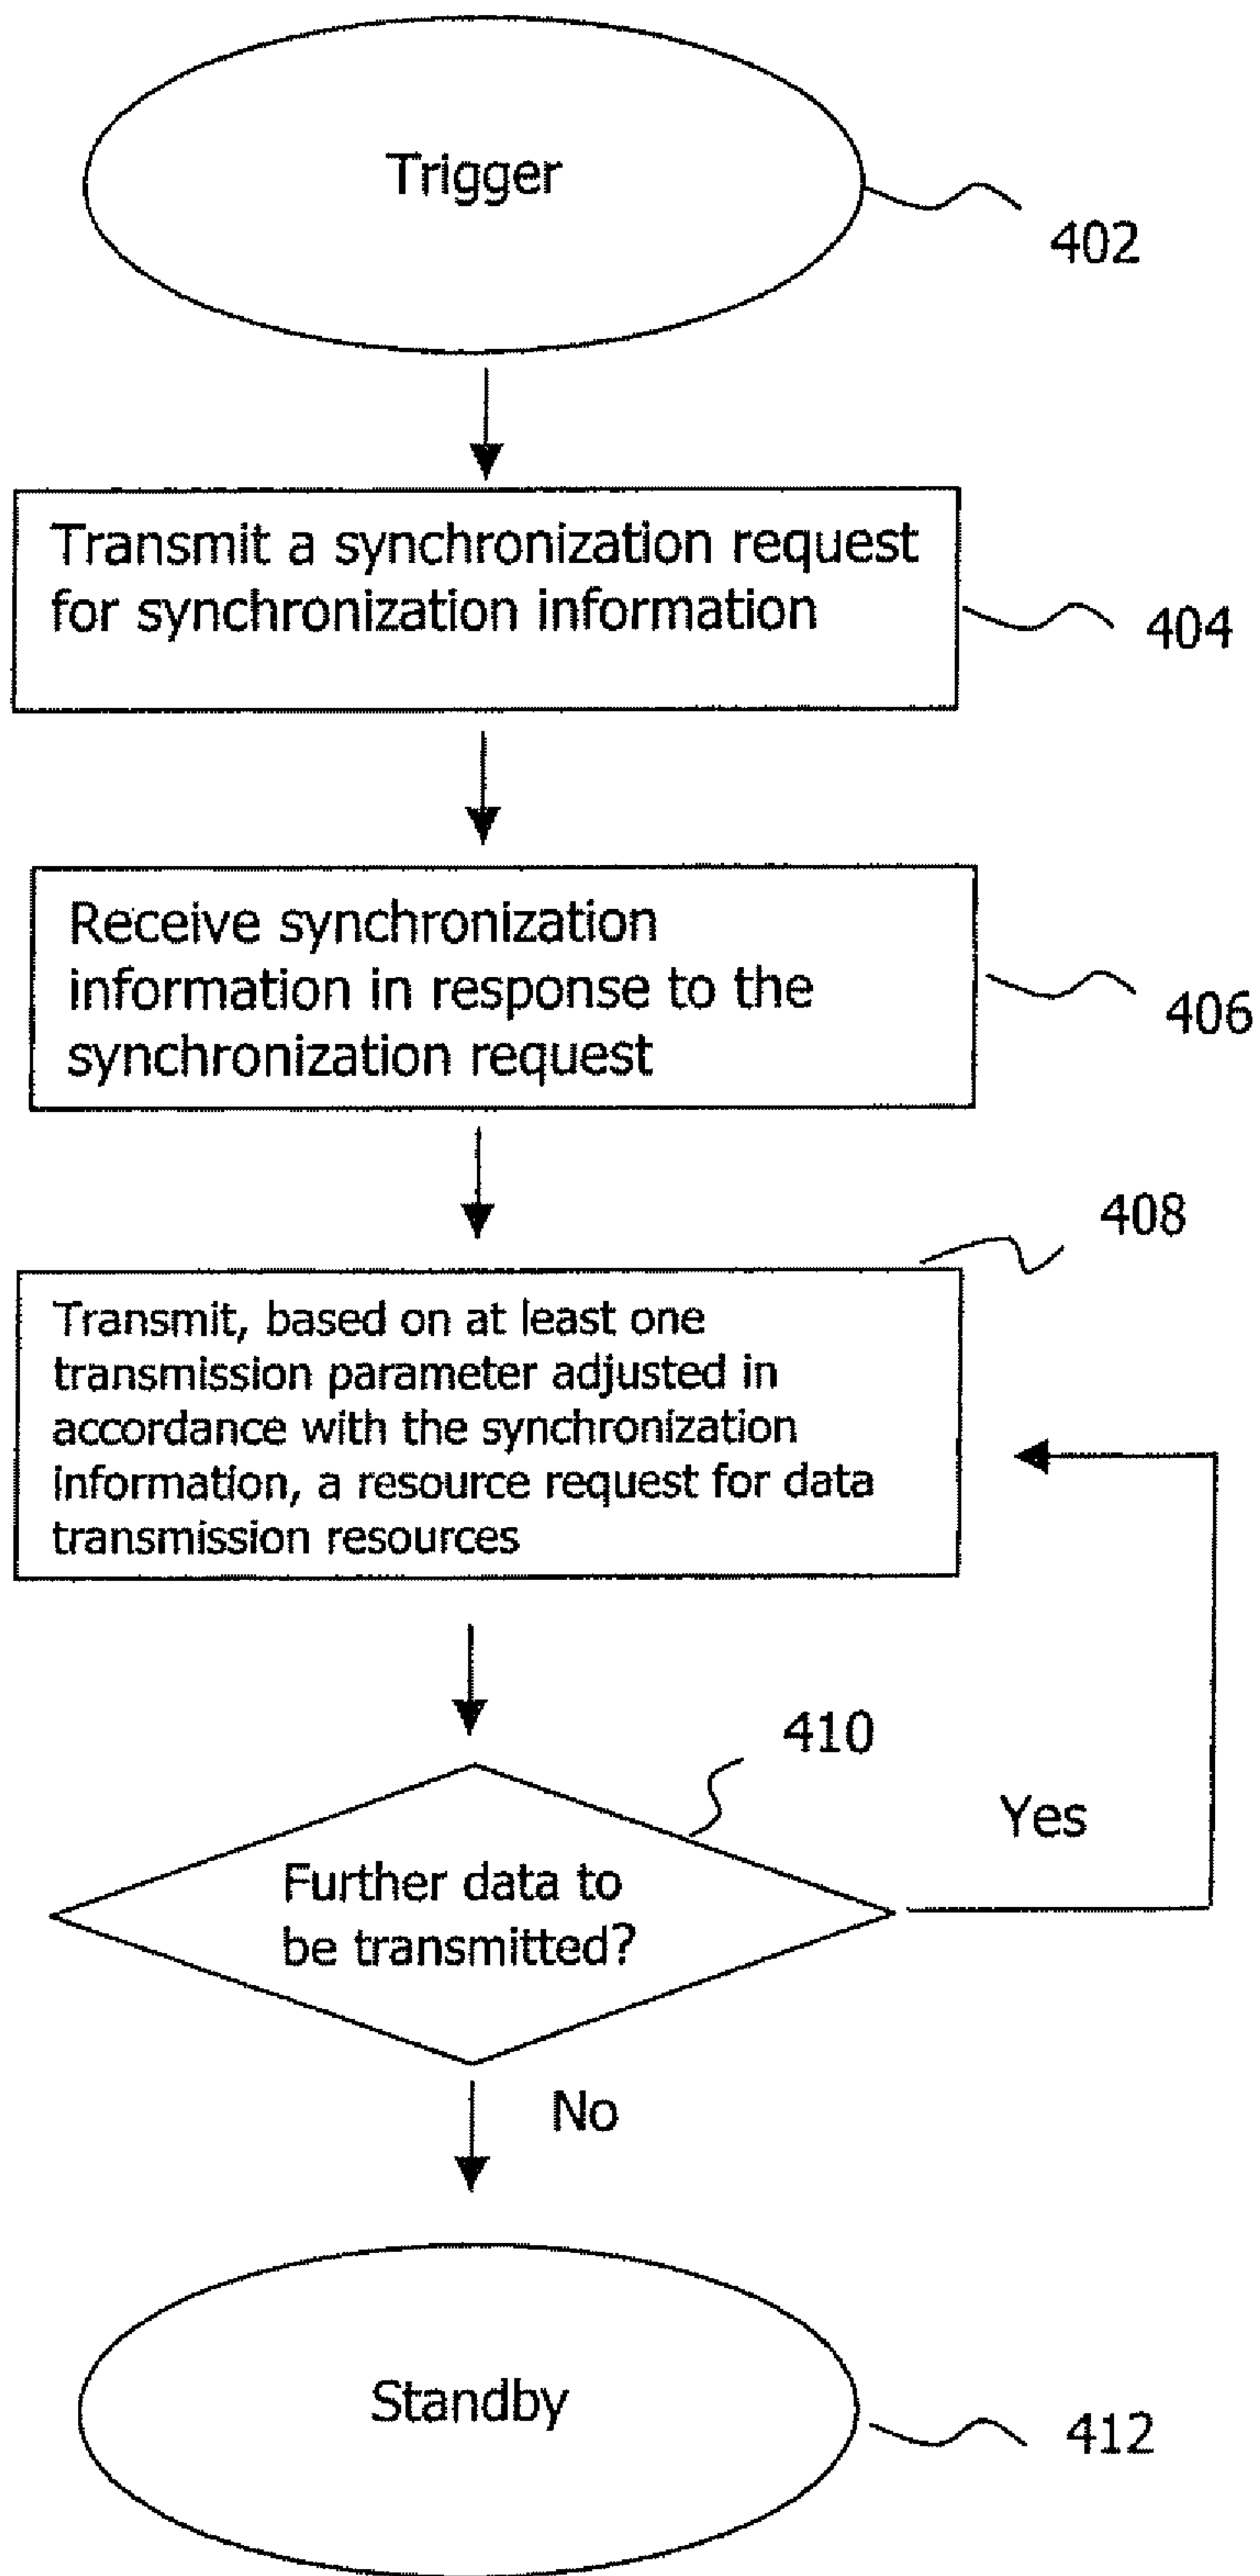 Trigger
402
Transmit a synchronization request
for synchronization information
404
Receive synchronization
information in response to the
synchronization request
406
408
Transmit, based on at least one
transmission parameter adjusted in
accordance with the synchronization
information, a resource request for data
transmission resources
410
Yes
Further data to
be transmitted?
No
Standby
412